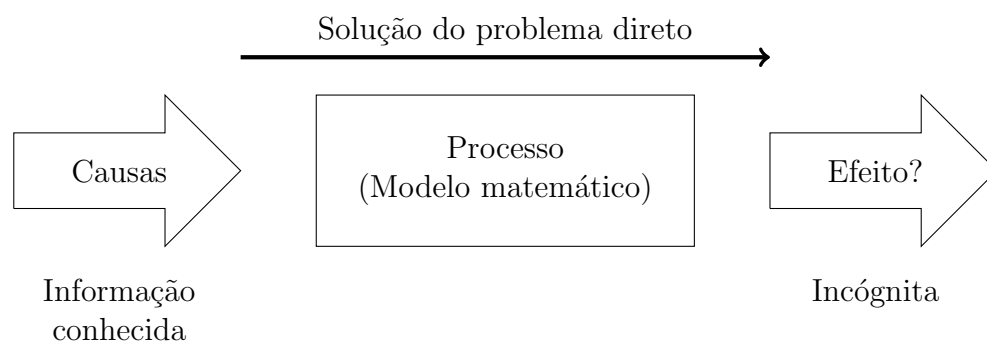 Solução do problema direto
Causas
Processo
(Modelo matemático)
Efeito?
Informação
conhecida
Incógnita